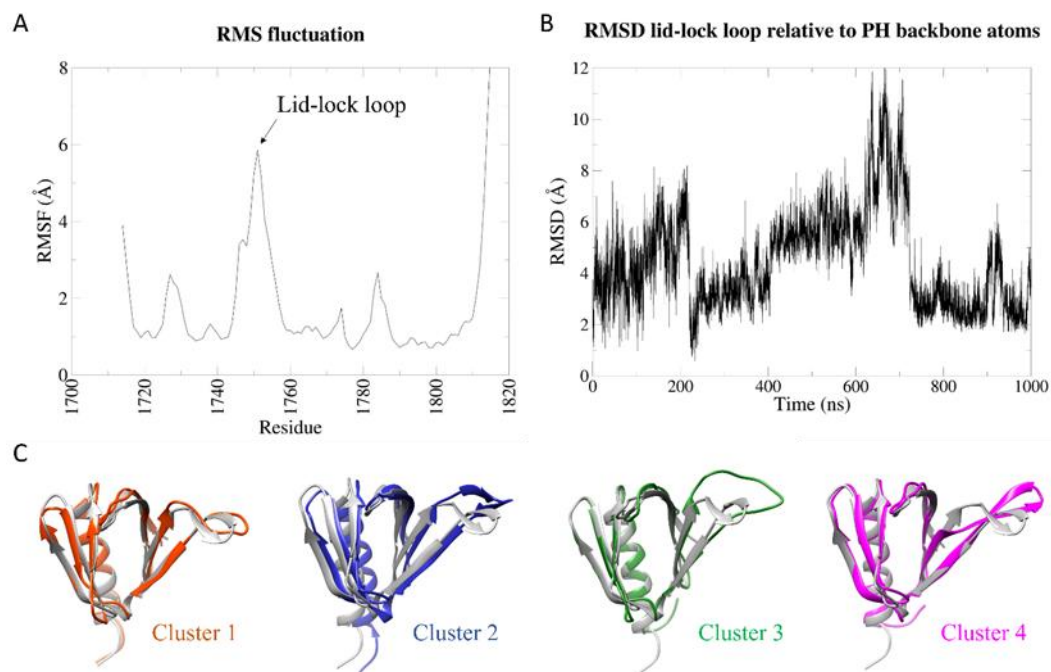 A
RMS fluctuation
RMSF (Å)
8
6
4
2
0
Lid-lock loop
1700
1720
1740
1760
1780
1800
1820
Residue
B
RMSD lid-lock loop relative to PH backbone atoms
RMSD (Å)
12
10
8
6
4
2
0
0
200
400
600
800
1000
Time (ns)
C
Cluster 1
Cluster 2
Cluster 3
Cluster 4